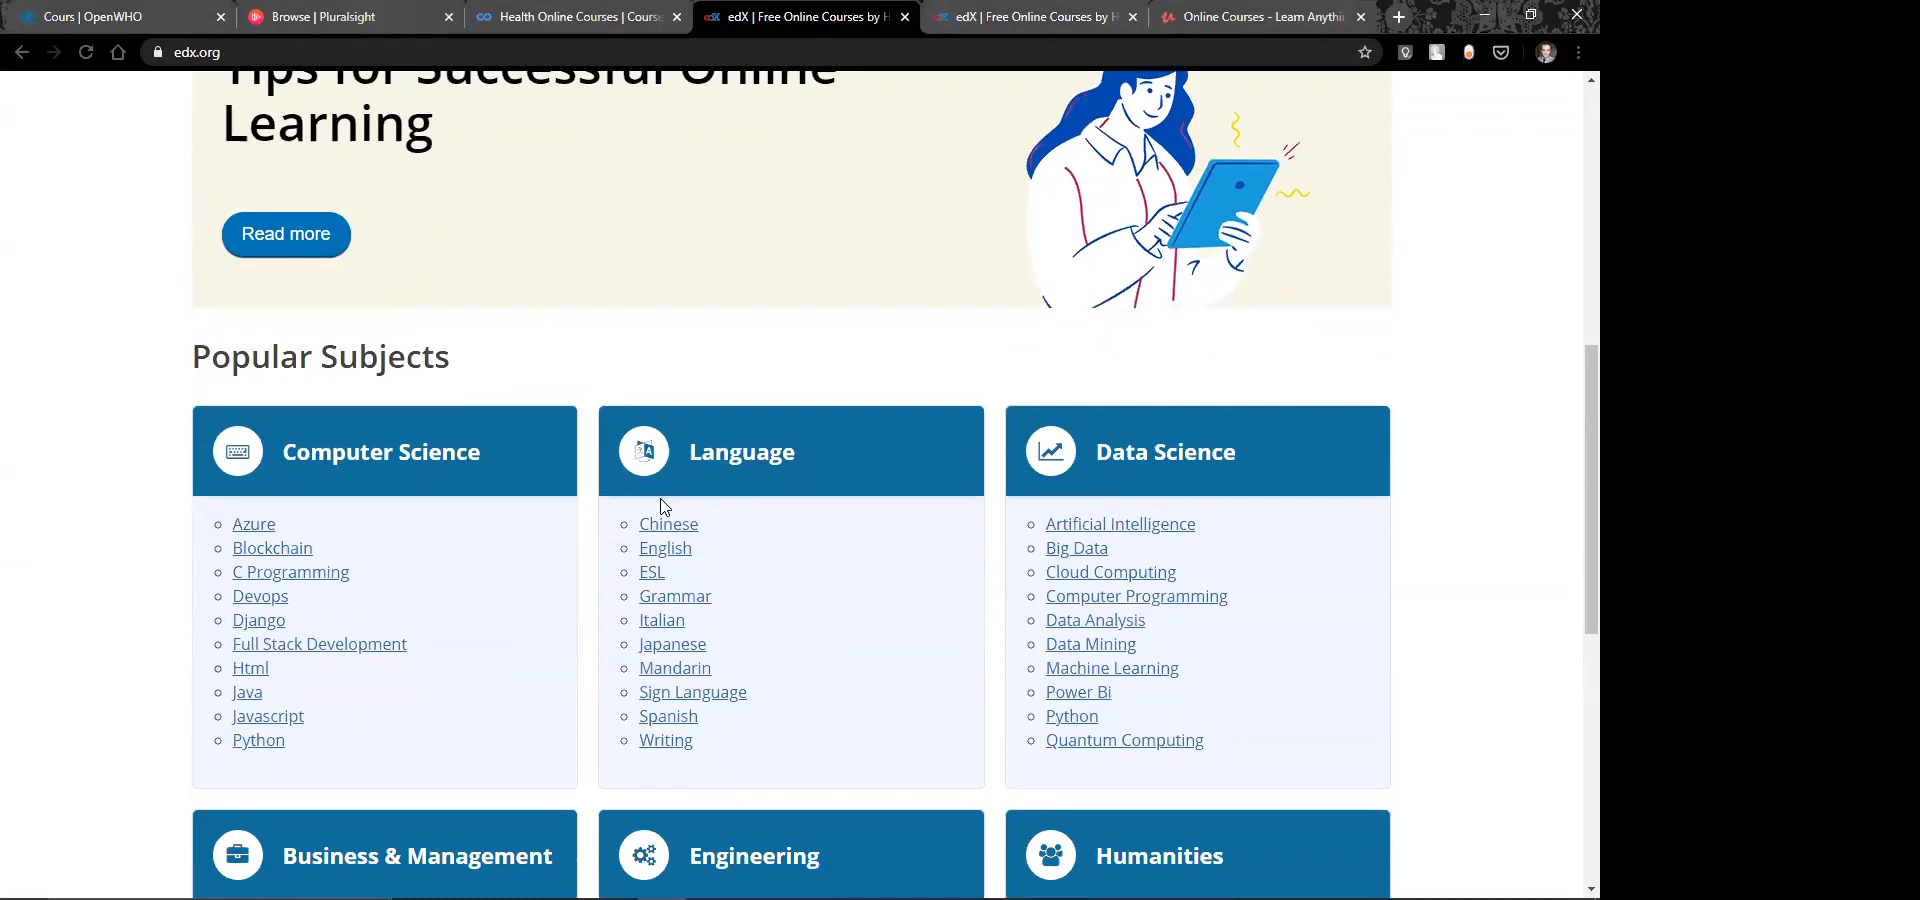 Cours | OpenWHO
Browse | Pluralsight
Health Online Courses | Course
edX | Free Online Courses by H
edX | Free Online Courses by H
Online Courses - Learn Anythi
edx.org
Tips for Successful Online
Learning
Read more
Popular Subjects
Computer Science
Azure
Blockchain
C Programming
Devops
Django
Full Stack Development
Html
Java
Javascript
Python
Language
Chinese
English
ESL
Grammar
Italian
Japanese
Mandarin
Sign Language
Spanish
Writing
Data Science
Artificial Intelligence
Big Data
Cloud Computing
Computer Programming
Data Analysis
Data Mining
Machine Learning
Power Bi
Python
Quantum Computing
Business & Management
Engineering
Humanities